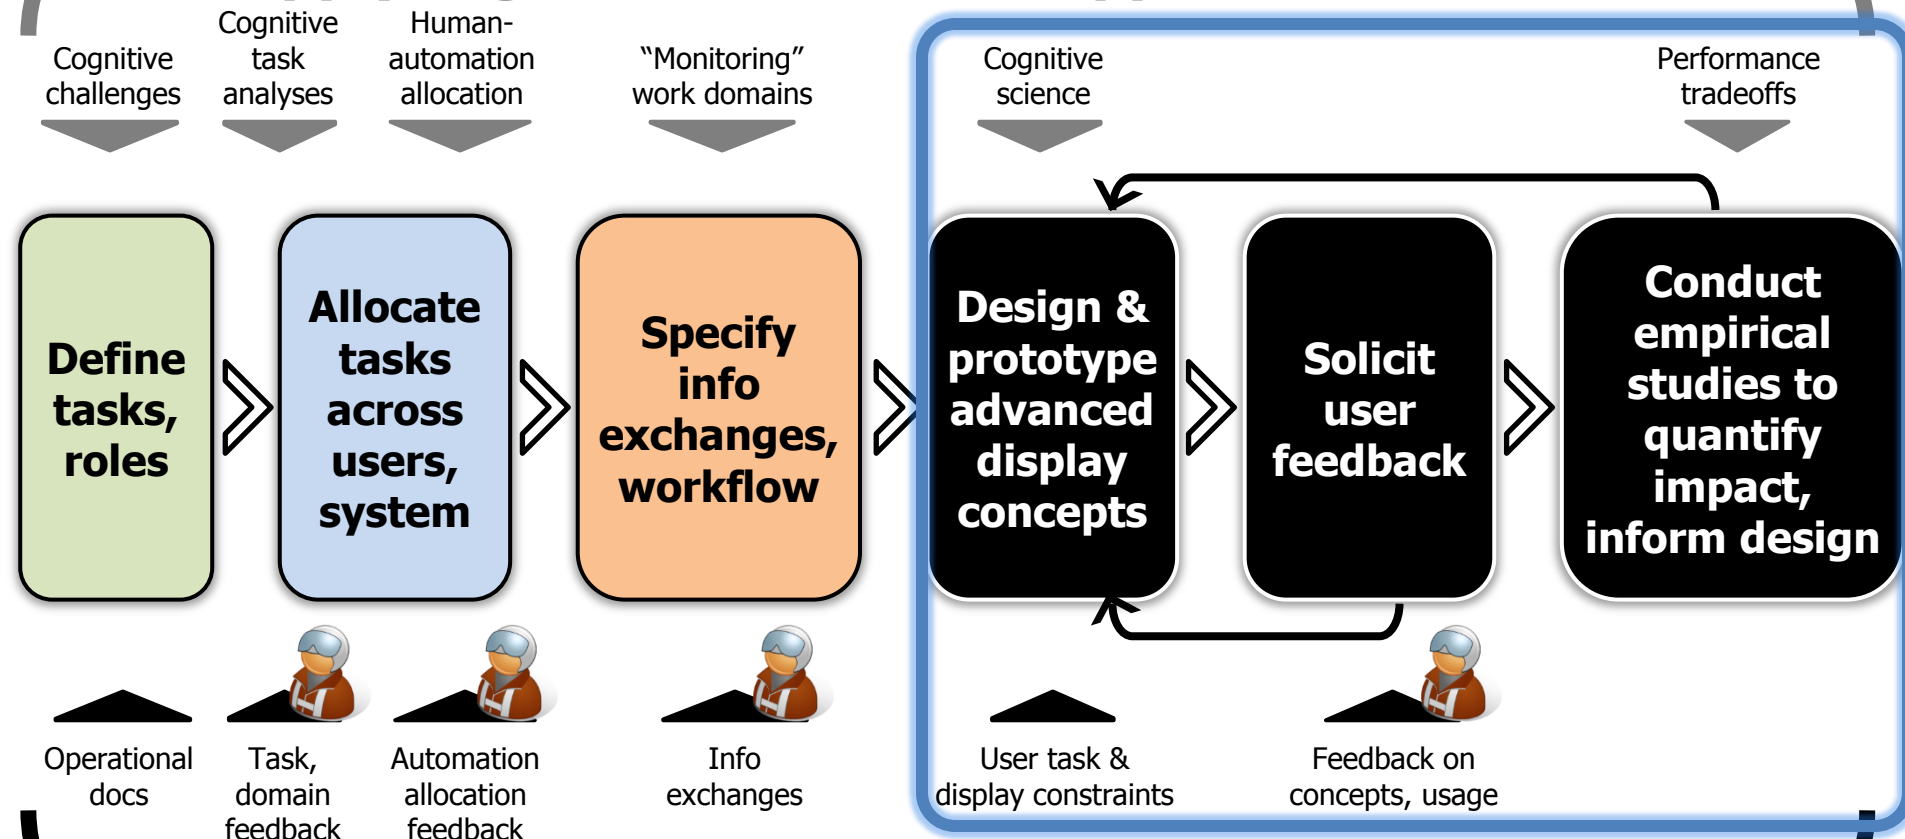 Cognitive
challenges
Cognitive
task
analyses
Human-
automation
allocation
“Monitoring”
work domains
Cognitive
science
Performance
tradeoffs
Define
tasks,
roles
Allocate
tasks
across
users,
system
Specify
info
exchanges,
workflow
Design &
prototype
advanced
display
concepts
Solicit
user
feedback
Conduct
empirical
studies to
quantify
impact,
inform design
Operational
docs
Task,
domain
feedback
Automation
allocation
feedback
Info
exchanges
User task &
display constraints
Feedback on
concepts, usage